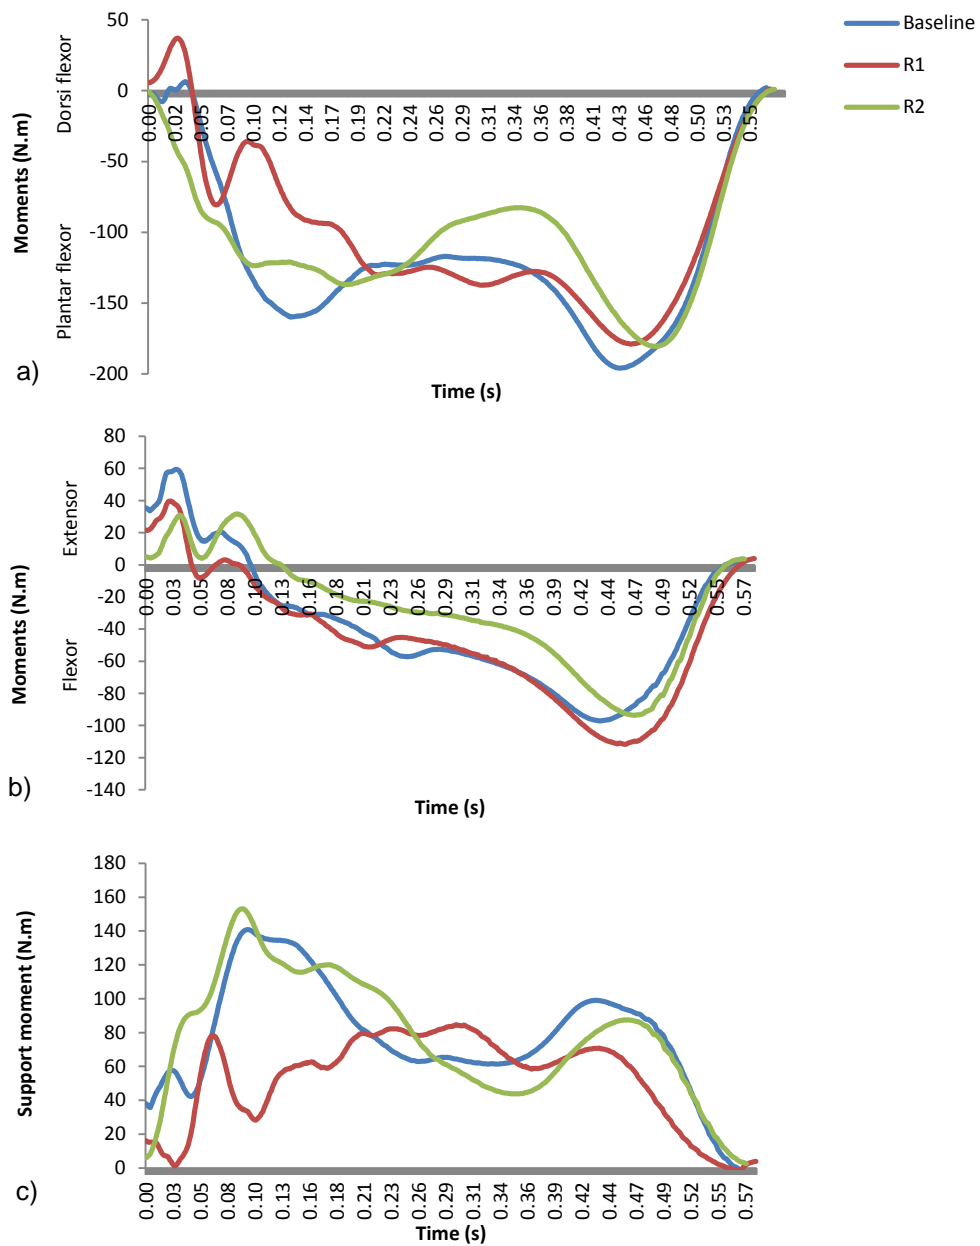 Baseline
R1
R2
Moments (N.m)
Dorsi flexor
Plantar flexor
50
0
-50
-100
-150
-200
0.00 0.02 0.05 0.07 0.10 0.12 0.14 0.17 0.19 0.22 0.24 0.26 0.29 0.31 0.34 0.36 0.38 0.41 0.43 0.46 0.48 0.50 0.53 0.55
Time (s)
a)
Moments (N.m)
Extensor
Flexor
80
60
40
20
0
-20
-40
-60
-80
-100
-120
-140
0.00 0.03 0.05 0.08 0.10 0.13 0.16 0.18 0.21 0.23 0.26 0.29 0.31 0.34 0.36 0.39 0.42 0.44 0.47 0.49 0.52 0.55 0.57
Time (s)
b)
Support moment (N.m)
180
160
140
120
100
80
60
40
20
0
0.00 0.03 0.05 0.08 0.10 0.13 0.16 0.18 0.21 0.23 0.26 0.29 0.31 0.34 0.36 0.39 0.42 0.44 0.47 0.49 0.52 0.55 0.57
Time (s)
c)